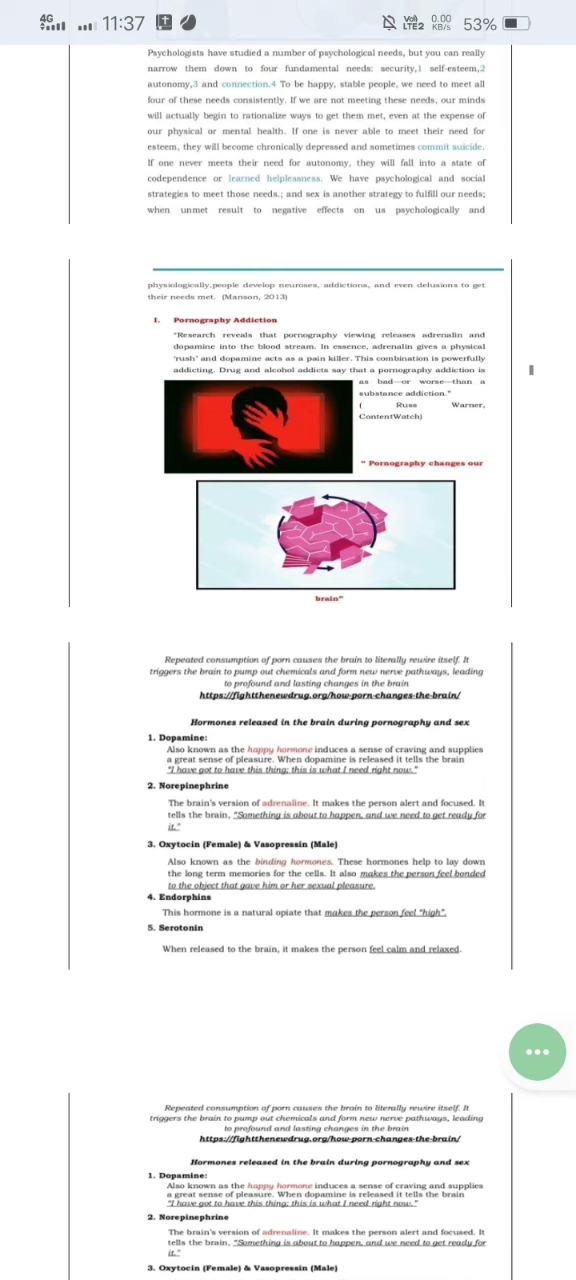 4G
11:37
Vo))
LTE2
0.00
KB/s
53%
Psychologists have studied a number of psychological needs, but you can really
narrow them down to four fundamental needs: security,1 self-esteem,2
autonomy,3 and connection.4 To be happy, stable people, we need to meet all
four of these needs consistently. If we are not meeting these needs, our minds
will actually begin to rationalize ways to get them met, even at the expense of
our physical or mental health. If one is never able to meet their need for
esteem, they will become chronically depressed and sometimes commit suicide.
If one never meets their need for autonomy, they will fall into a state of
codependence or learned helplessness. We have psychological and social
strategies to meet those needs.; and sex is another strategy to fulfill our needs;
when unmet result to negative effects on us psychologically and
physiologically,people develop neuroses, addictions, and even delusions to get
their needs met. (Manson, 2013)
1. Pornography Addiction
"Research reveals that pornography viewing releases adrenalin and
dopamine into the blood stream. In essence, adrenalin gives a physical
'rush' and dopamine acts as a pain killer. This combination is powerfully
addicting. Drug and alcohol addicts say that a pornography addiction is
as bad—or worse—than a
substance addiction."
( Russ Warner,
ContentWatch)
" Pornography changes our
brain"
Repeated consumption of porn causes the brain to literally rewire itself. It
triggers the brain to pump out chemicals and form new nerve pathways, leading
to profound and lasting changes in the brain
https://fightthenewdrug.org/how-porn-changes-the-brain/
Hormones released in the brain during pornography and sex
1. Dopamine:
Also known as the happy hormone induces a sense of craving and supplies
a great sense of pleasure. When dopamine is released it tells the brain
"I have got to have this thing; this is what I need right now."
2. Norepinephrine
The brain's version of adrenaline. It makes the person alert and focused. It
tells the brain, "Something is about to happen, and we need to get ready for
it."
3. Oxytocin (Female) & Vasopressin (Male)
Also known as the binding hormones. These hormones help to lay down
the long term memories for the cells. It also makes the person feel bonded
to the object that gave him or her sexual pleasure.
4. Endorphins
This hormone is a natural opiate that makes the person feel "high".
5. Serotonin
When released to the brain, it makes the person feel calm and relaxed.
Repeated consumption of porn causes the brain to literally rewire itself. It
triggers the brain to pump out chemicals and form new nerve pathways, leading
to profound and lasting changes in the brain
https://fightthenewdrug.org/how-porn-changes-the-brain/
Hormones released in the brain during pornography and sex
1. Dopamine:
Also known as the happy hormone induces a sense of craving and supplies
a great sense of pleasure. When dopamine is released it tells the brain
"I have got to have this thing; this is what I need right now."
2. Norepinephrine
The brain's version of adrenaline. It makes the person alert and focused. It
tells the brain, "Something is about to happen, and we need to get ready for
it."
3. Oxytocin (Female) & Vasopressin (Male)